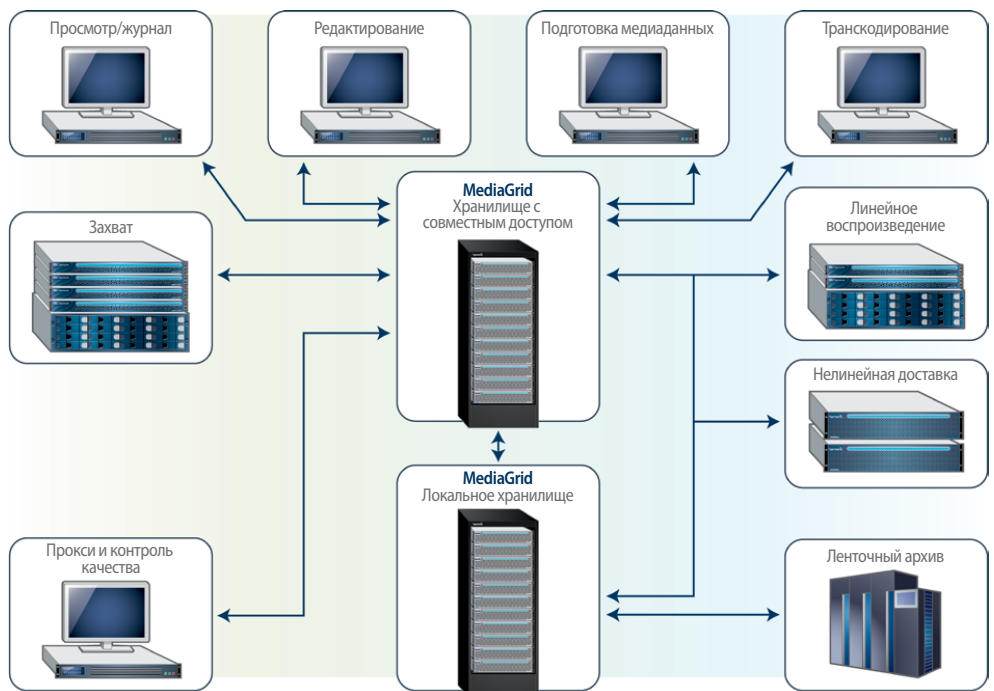 Просмотр/журнал
Редактирование
Подготовка медиаданных
Транскодирование
MediaGrid
Хранилище с
совместным доступом
Захват
Линейное
воспроизведение
Нелинейная доставка
MediaGrid
Локальное хранилище
Прокси и контроль
качества
Ленточный архив